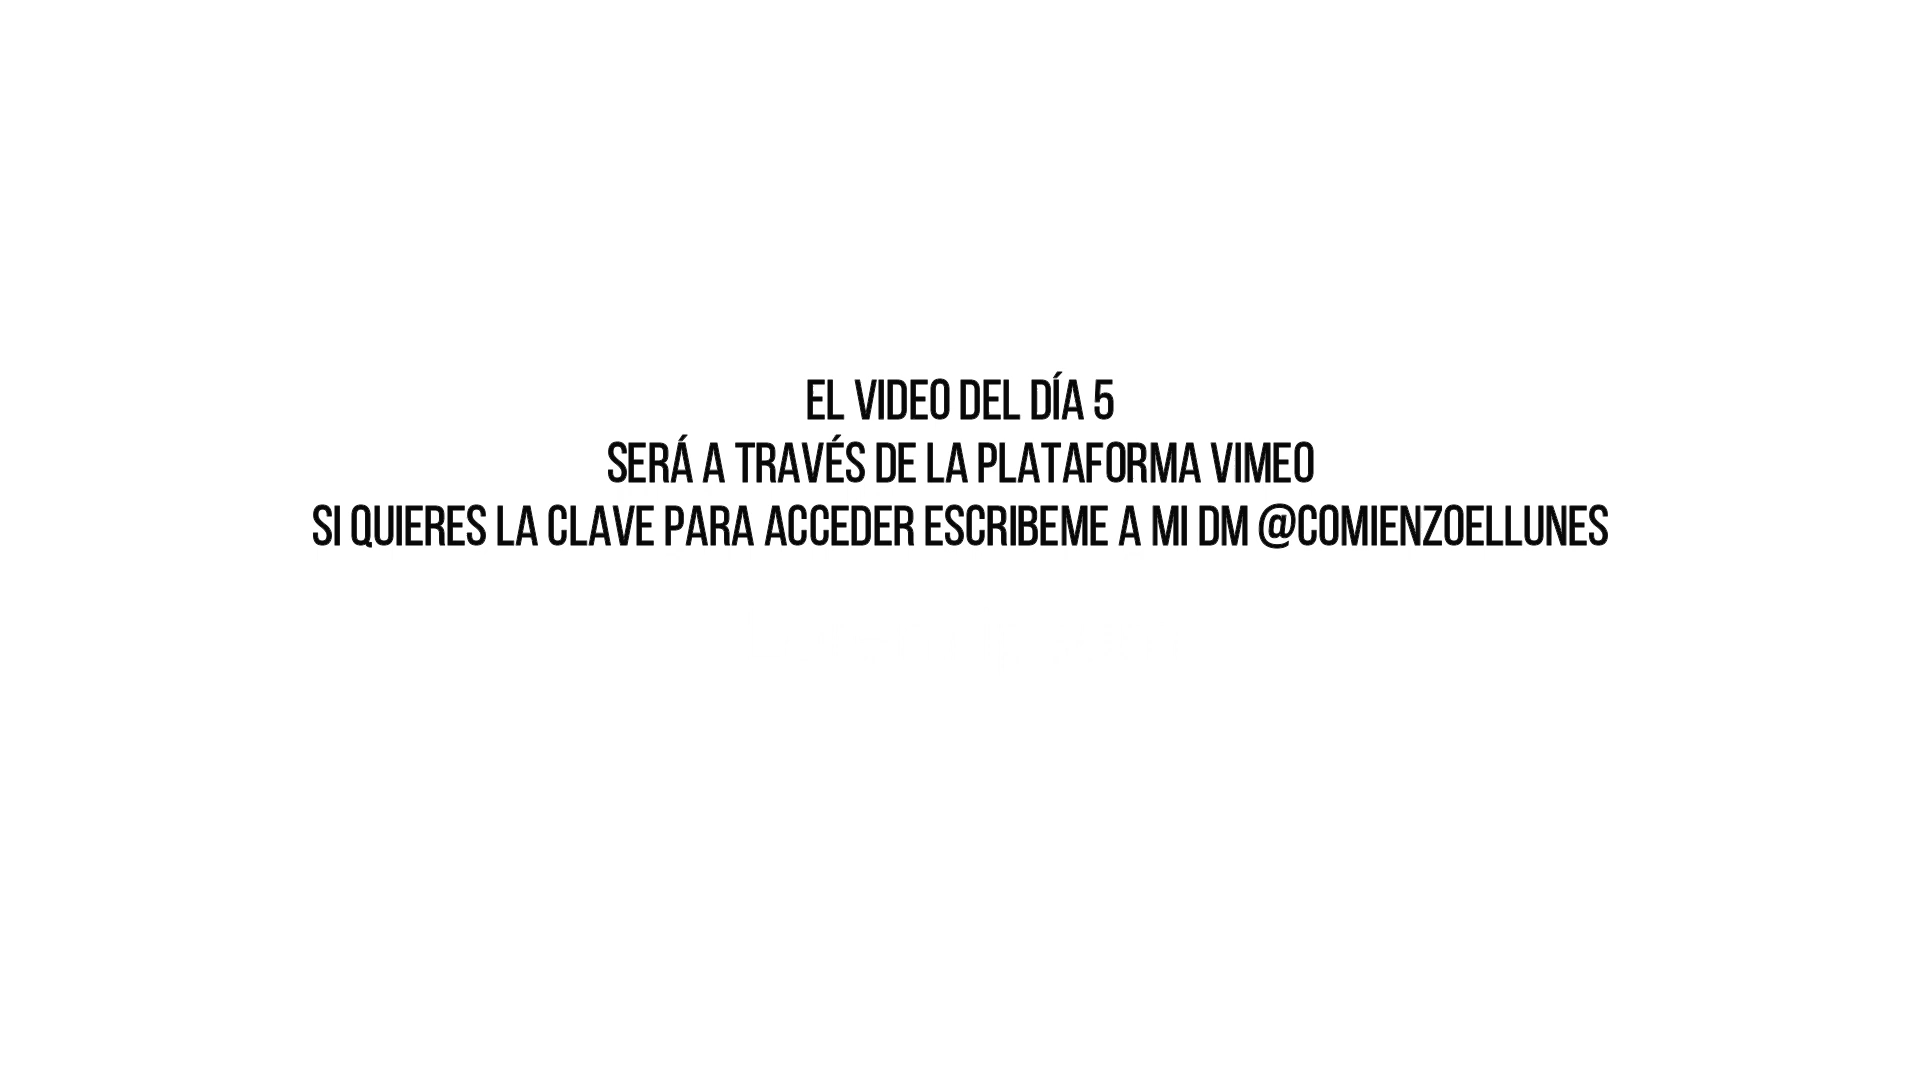 EL VIDEO DEL DÍA 5
SERÁ A TRAVÉS DE LA PLATAFORMA VIMEO
SI QUIERES LA CLAVE PARA ACCEDER ESCRIBEME A MI DM @COMIENZOELLUNES